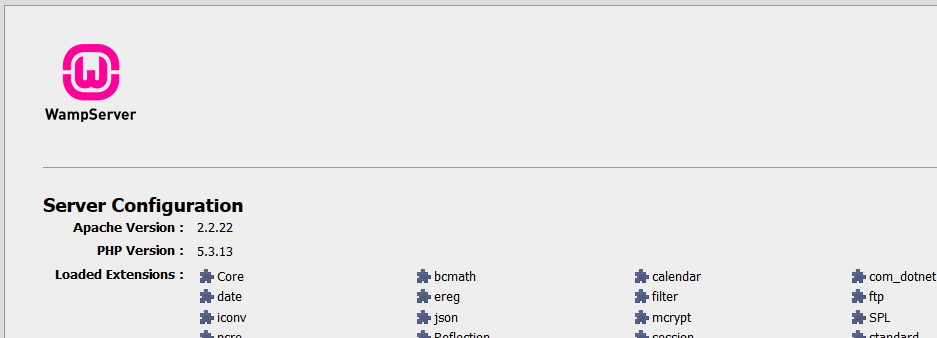 W
WampServer
Server Configuration
Apache Version : 2.2.22
PHP Version : 5.3.13
Loaded Extensions : Core bcmath calendar com_dotnet
date ereg filter ftp
iconv json mcrypt SPL
pcre Reflection session standard